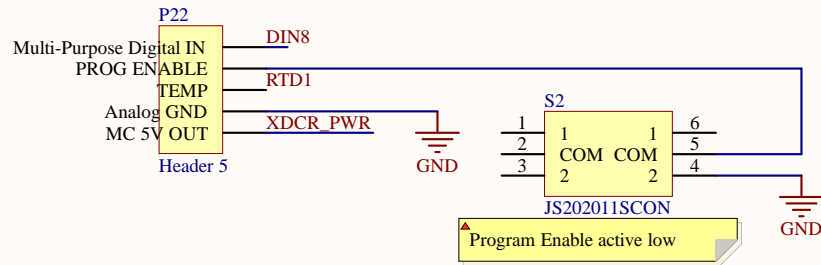 P22
Multi-Purpose Digital IN DIN8
PROG ENABLE
TEMP RTD1
Analog GND
MC 5V OUT XDCR_PWR
Header 5
GND
S2
1 1 1 6
2 COM COM 5
3 2 2 4
JS202011SCON
GND
Program Enable active low